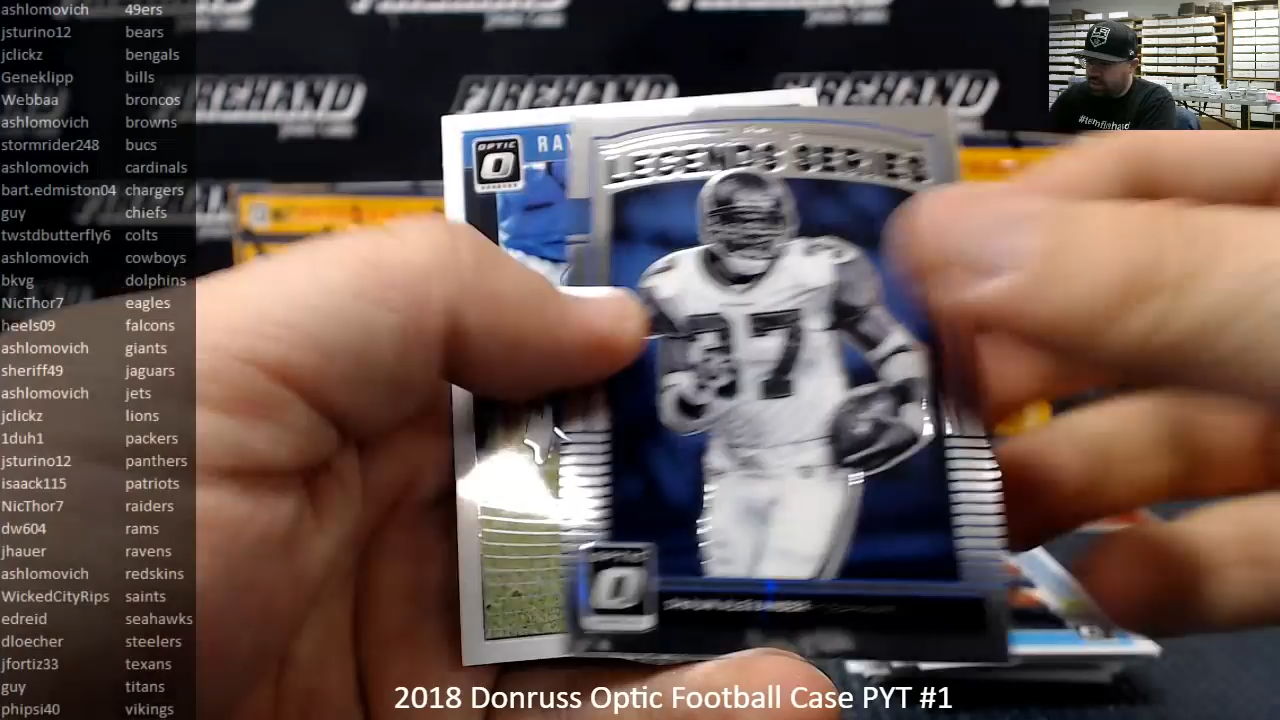 ashlomovich 49ers
jsturino12 bears
jclickz bengals
Geneklipp bills
Webbaa broncos
ashlomovich browns
stormrider248 bucs
ashlomovich cardinals
bart.edmiston04 chargers
guy chiefs
twstdbutterfly6 colts
ashlomovich cowboys
bkvg dolphins
NicThor7 eagles
heels09 falcons
ashlomovich giants
sheriff49 jaguars
ashlomovich jets
jclickz lions
1duh1 packers
jsturino12 panthers
isaack115 patriots
NicThor7 raiders
dw604 rams
jhauer ravens
ashlomovich redskins
WickedCityRips saints
edreid seahawks
dloecher steelers
jfortiz33 texans
guy titans
phipsi40 vikings
FIREHAND
OPTIC
RAY
LEGENDS SERIES
37
OPTIC
2018 Donruss Optic Football Case PYT #1